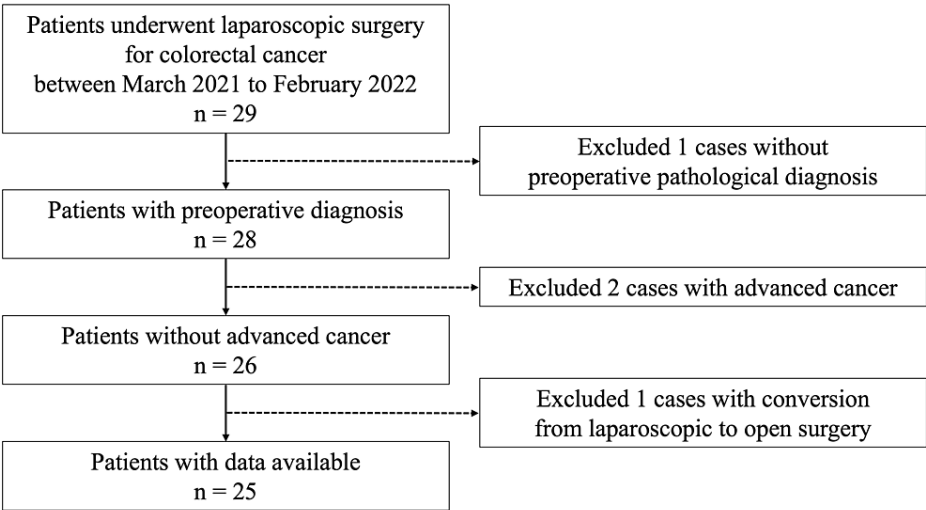 Patients underwent laparoscopic surgery
for colorectal cancer
between March 2021 to February 2022
n = 29
Excluded 1 cases without
preoperative pathological diagnosis
Patients with preoperative diagnosis
n = 28
Excluded 2 cases with advanced cancer
Patients without advanced cancer
n = 26
Excluded 1 cases with conversion
from laparoscopic to open surgery
Patients with data available
n = 25